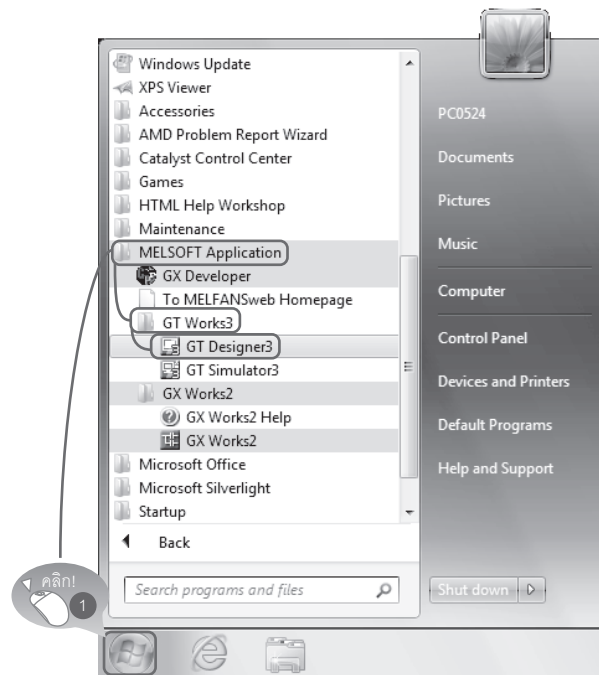 Windows Update
XPS Viewer
Accessories
AMD Problem Report Wizard
Catalyst Control Center
Games
HTML Help Workshop
Maintenance
MELSOFT Application
GX Developer
To MELFANSweb Homepage
GT Works3
GT Designer3
GT Simulator3
GX Works2
GX Works2 Help
GX Works2
Microsoft Office
Microsoft Silverlight
Startup
Back
Search programs and files
PC0524
Documents
Pictures
Music
Computer
Control Panel
Devices and Printers
Default Programs
Help and Support
Shut down
คลิก!
1